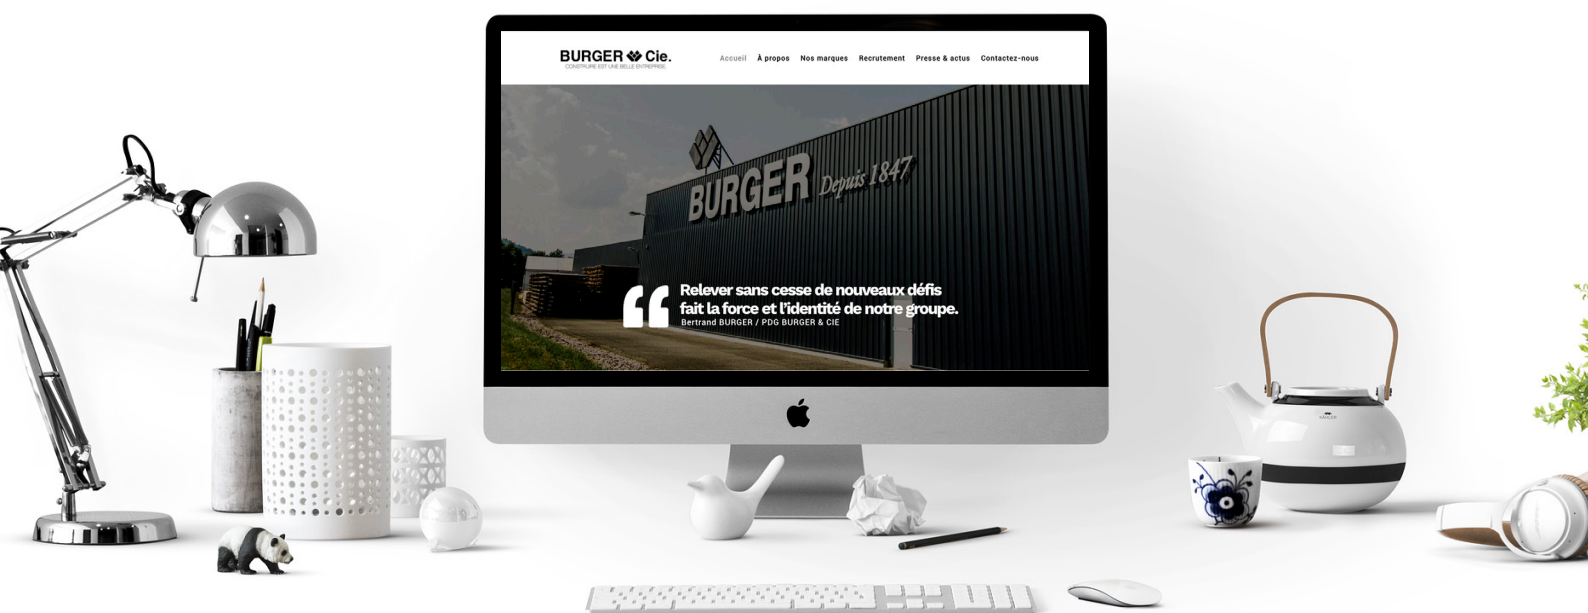 BURGER Cie.
CONSTRUIRE EST UNE BELLE ENTREPRISE.
Accueil À propos Nos marques Recrutement Presse & actus Contactez-nous
BURGER Depuis 1847
“
Relever sans cesse de nouveaux défis
fait la force et l'identité de notre groupe.
Bertrand BURGER / PDG BURGER & CIE
KÄHLER